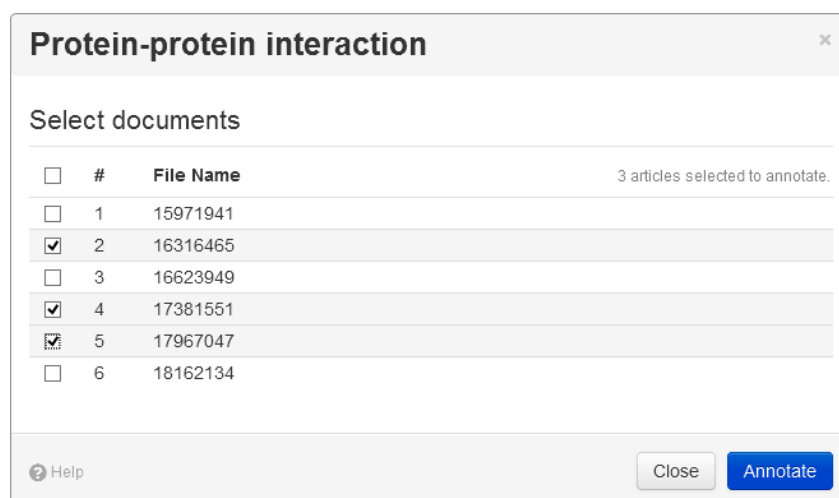 Protein-protein interaction ×
Select documents
# File Name 3 articles selected to annotate.
1 15971941
2 16316465
3 16623949
4 17381551
5 17967047
6 18162134
? Help Close Annotate